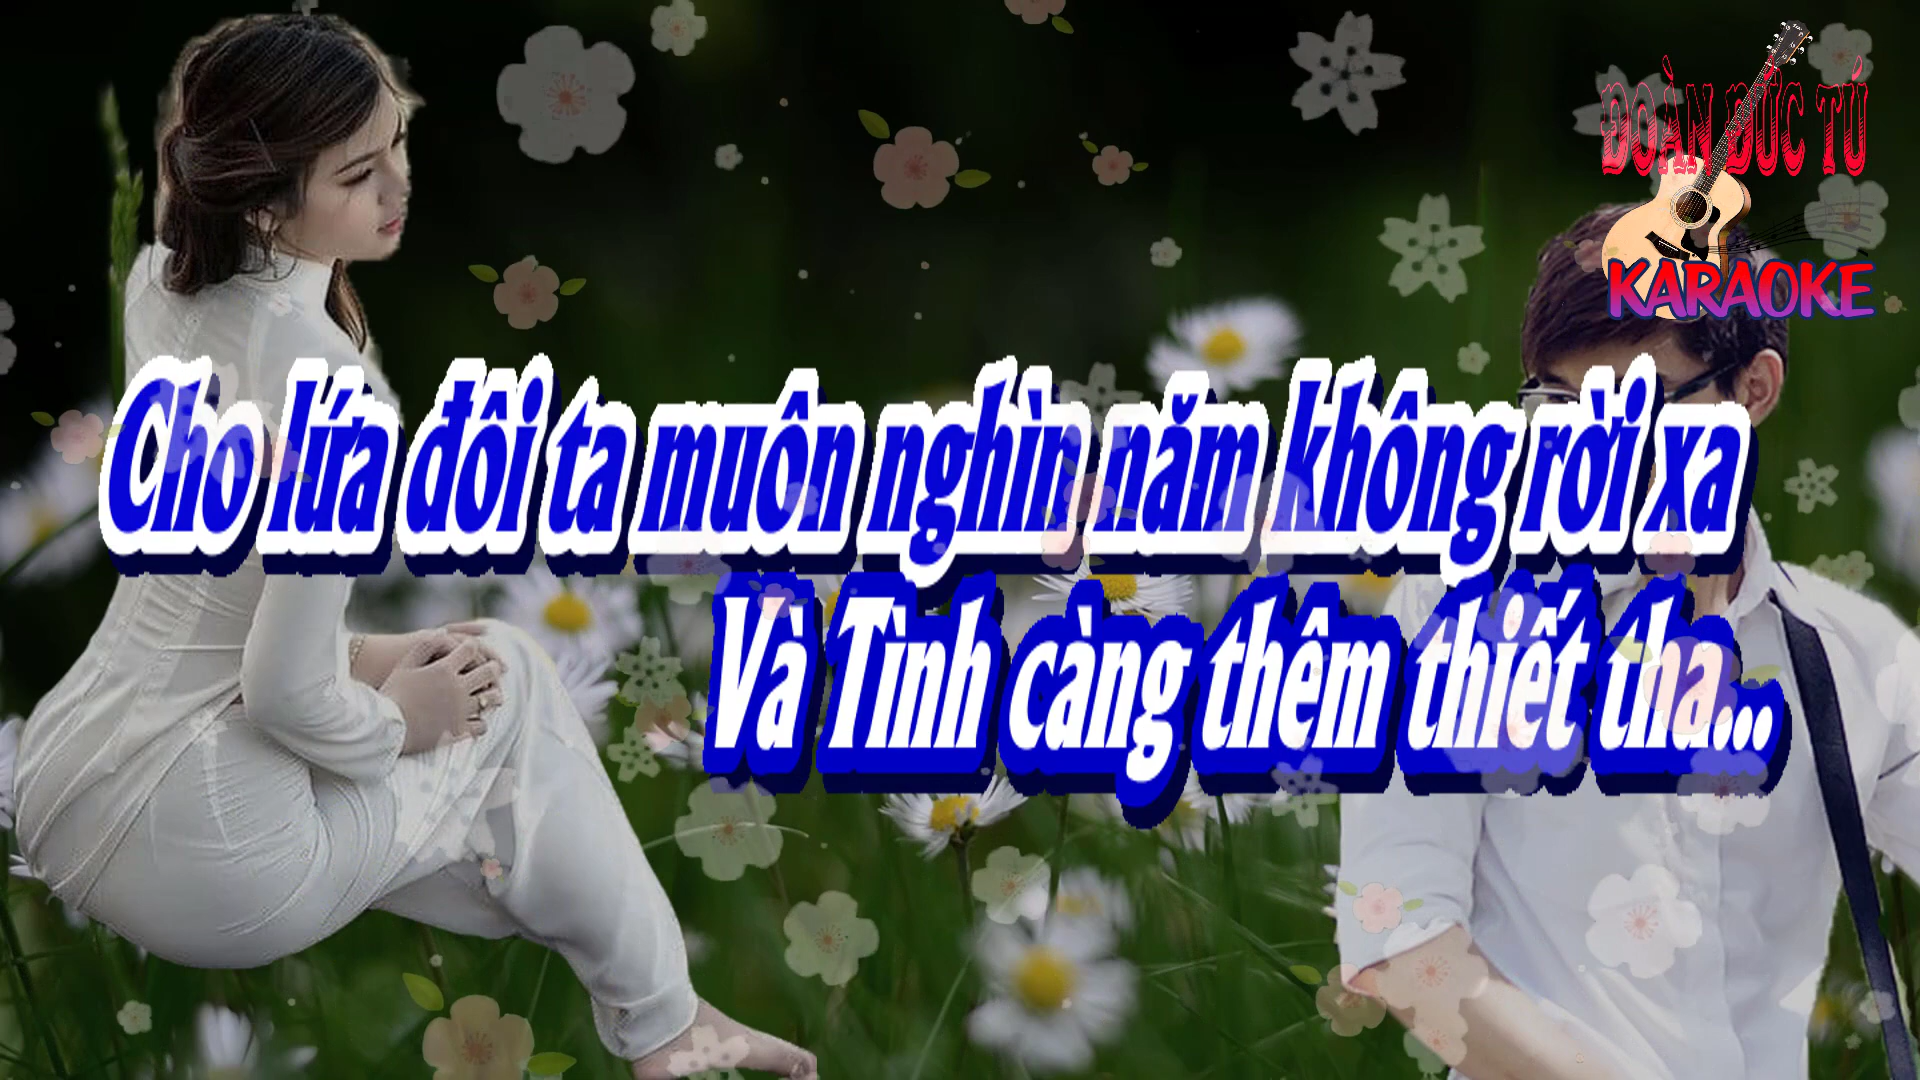 ĐOÀN ĐỨC TÚ
KARAOKE
Cho lứa đôi ta muôn nghìn năm không rời xa
Và Tình càng thêm thiết tha...